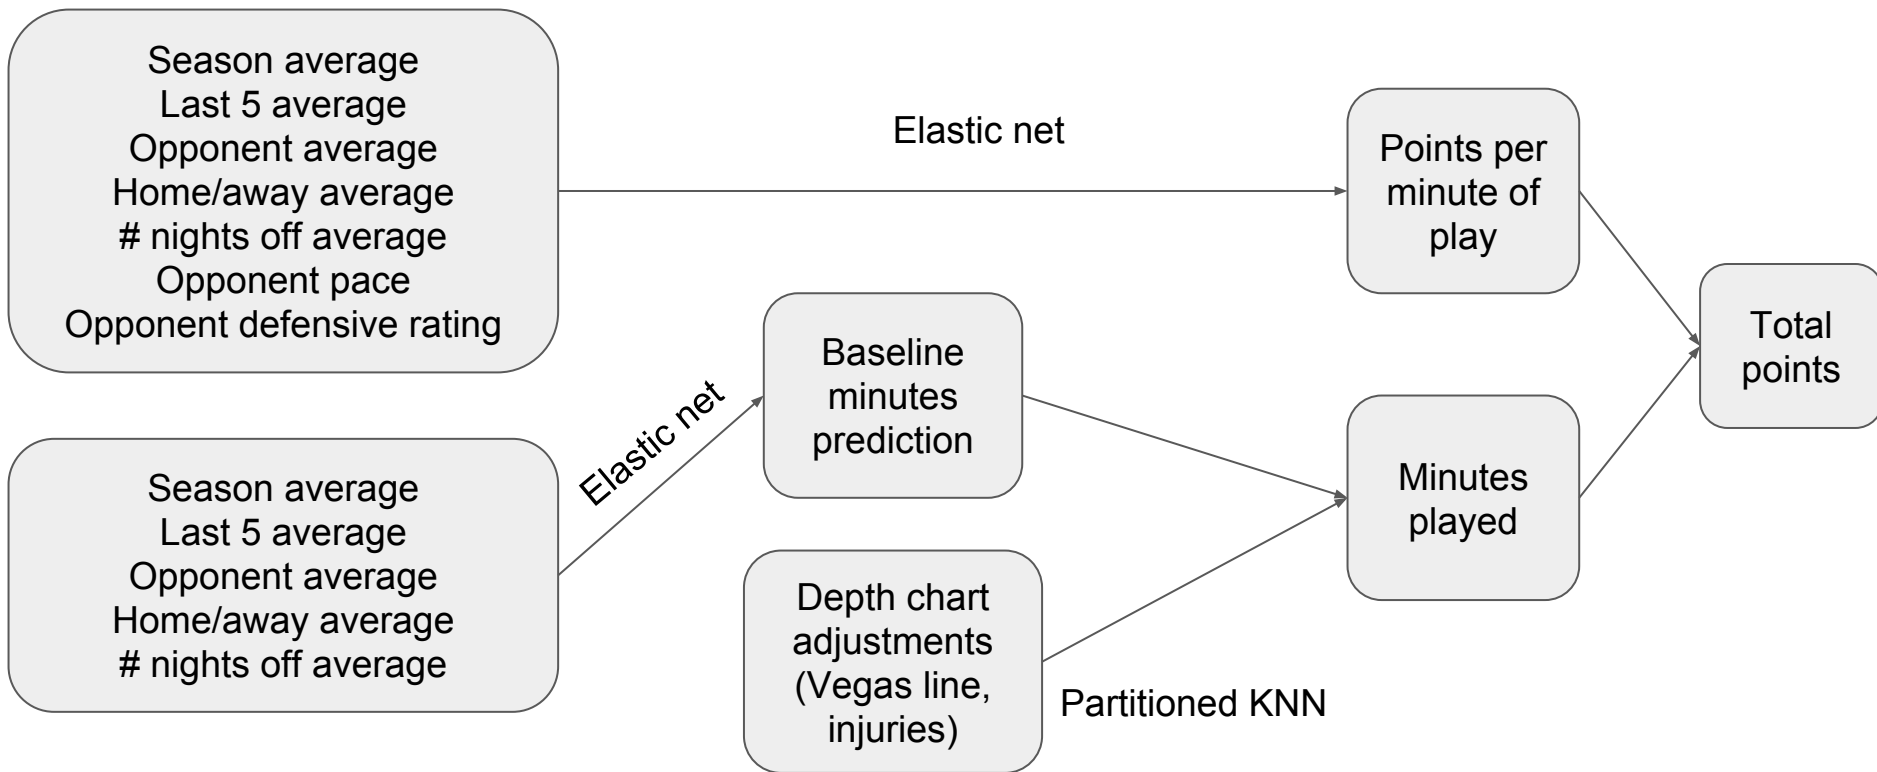 Season average
Last 5 average
Opponent average
Home/away average
# nights off average
Opponent pace
Opponent defensive rating
Elastic net
Points per
minute of
play
Total
points
Season average
Last 5 average
Opponent average
Home/away average
# nights off average
Elastic net
Baseline
minutes
prediction
Depth chart
adjustments
(Vegas line,
injuries)
Partitioned KNN
Minutes
played